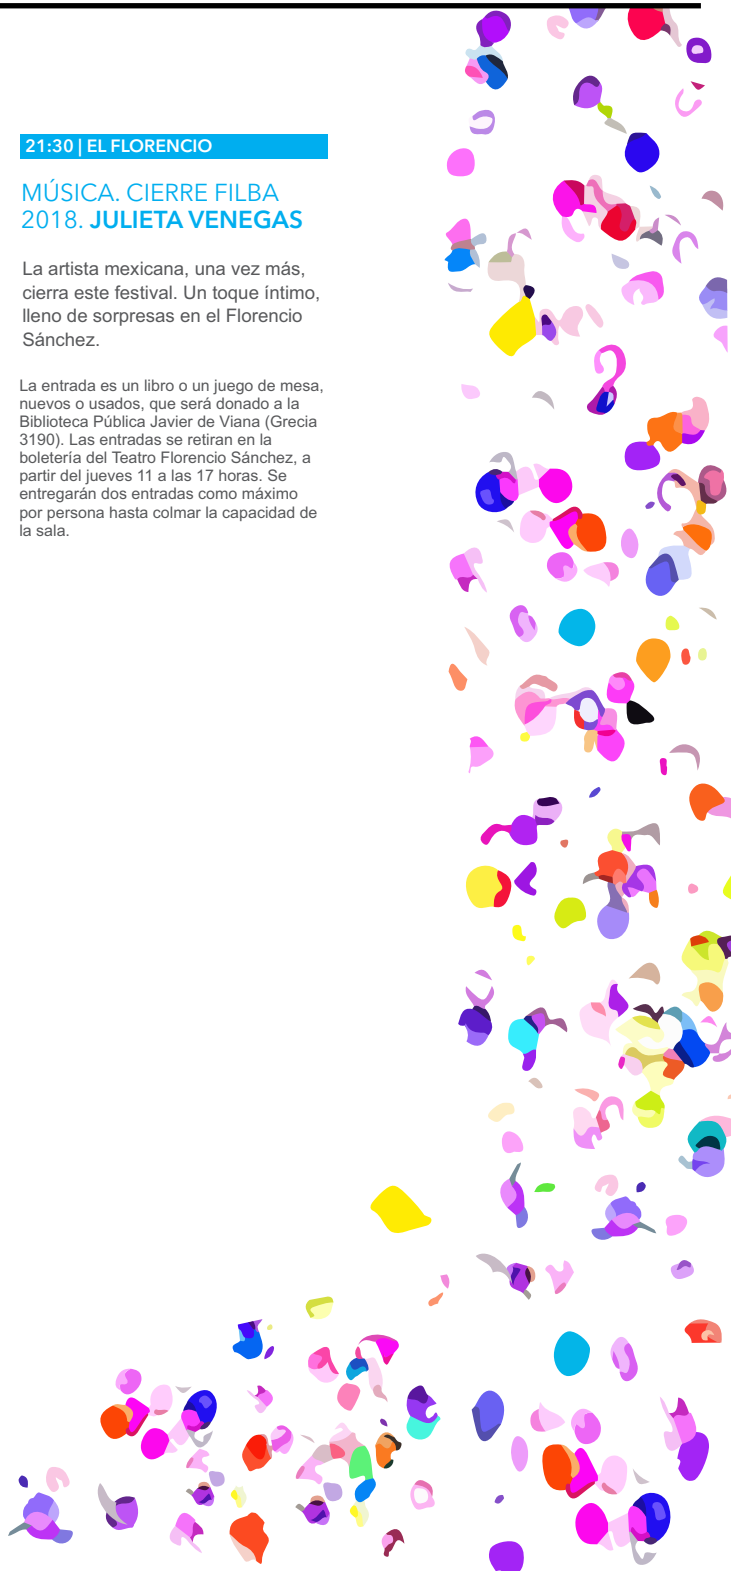 21:30 | EL FLORENCIO
MÚSICA. CIERRE FILBA
2018. JULIETA VENEGAS
La artista mexicana, una vez más,
cierra este festival. Un toque íntimo,
lleno de sorpresas en el Florencio
Sánchez.
La entrada es un libro o un juego de mesa,
nuevos o usados, que será donado a la
Biblioteca Pública Javier de Viana (Grecia
3190). Las entradas se retiran en la
boletería del Teatro Florencio Sánchez, a
partir del jueves 11 a las 17 horas. Se
entregarán dos entradas como máximo
por persona hasta colmar la capacidad de
la sala.